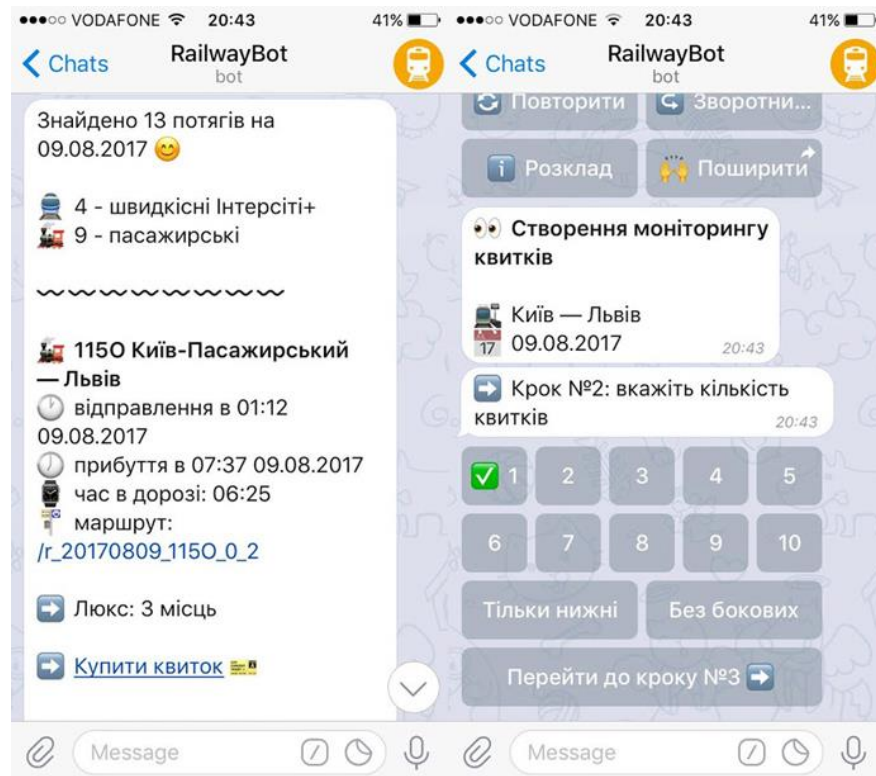 VODAFONE 20:43 41%
Chats
RailwayBot
bot
Знайдено 13 потягів на
09.08.2017
4 - швидкісні Інтерсіті+
9 - пасажирські
115О Київ-Пасажирський
— Львів
відправлення в 01:12
09.08.2017
прибуття в 07:37 09.08.2017
час в дорозі: 06:25
маршрут:
/r_20170809_115O_0_2
Люкс: 3 місць
Купити квиток
Message
VODAFONE 20:43 41%
Chats
RailwayBot
bot
Повторити Зворотни...
Розклад Поширити
Створення моніторингу
квитків
Київ — Львів
17 09.08.2017 20:43
Крок №2: вкажіть кількість
квитків 20:43
1 2 3 4 5
6 7 8 9 10
Тільки нижні Без бокових
Перейти до кроку №3
Message